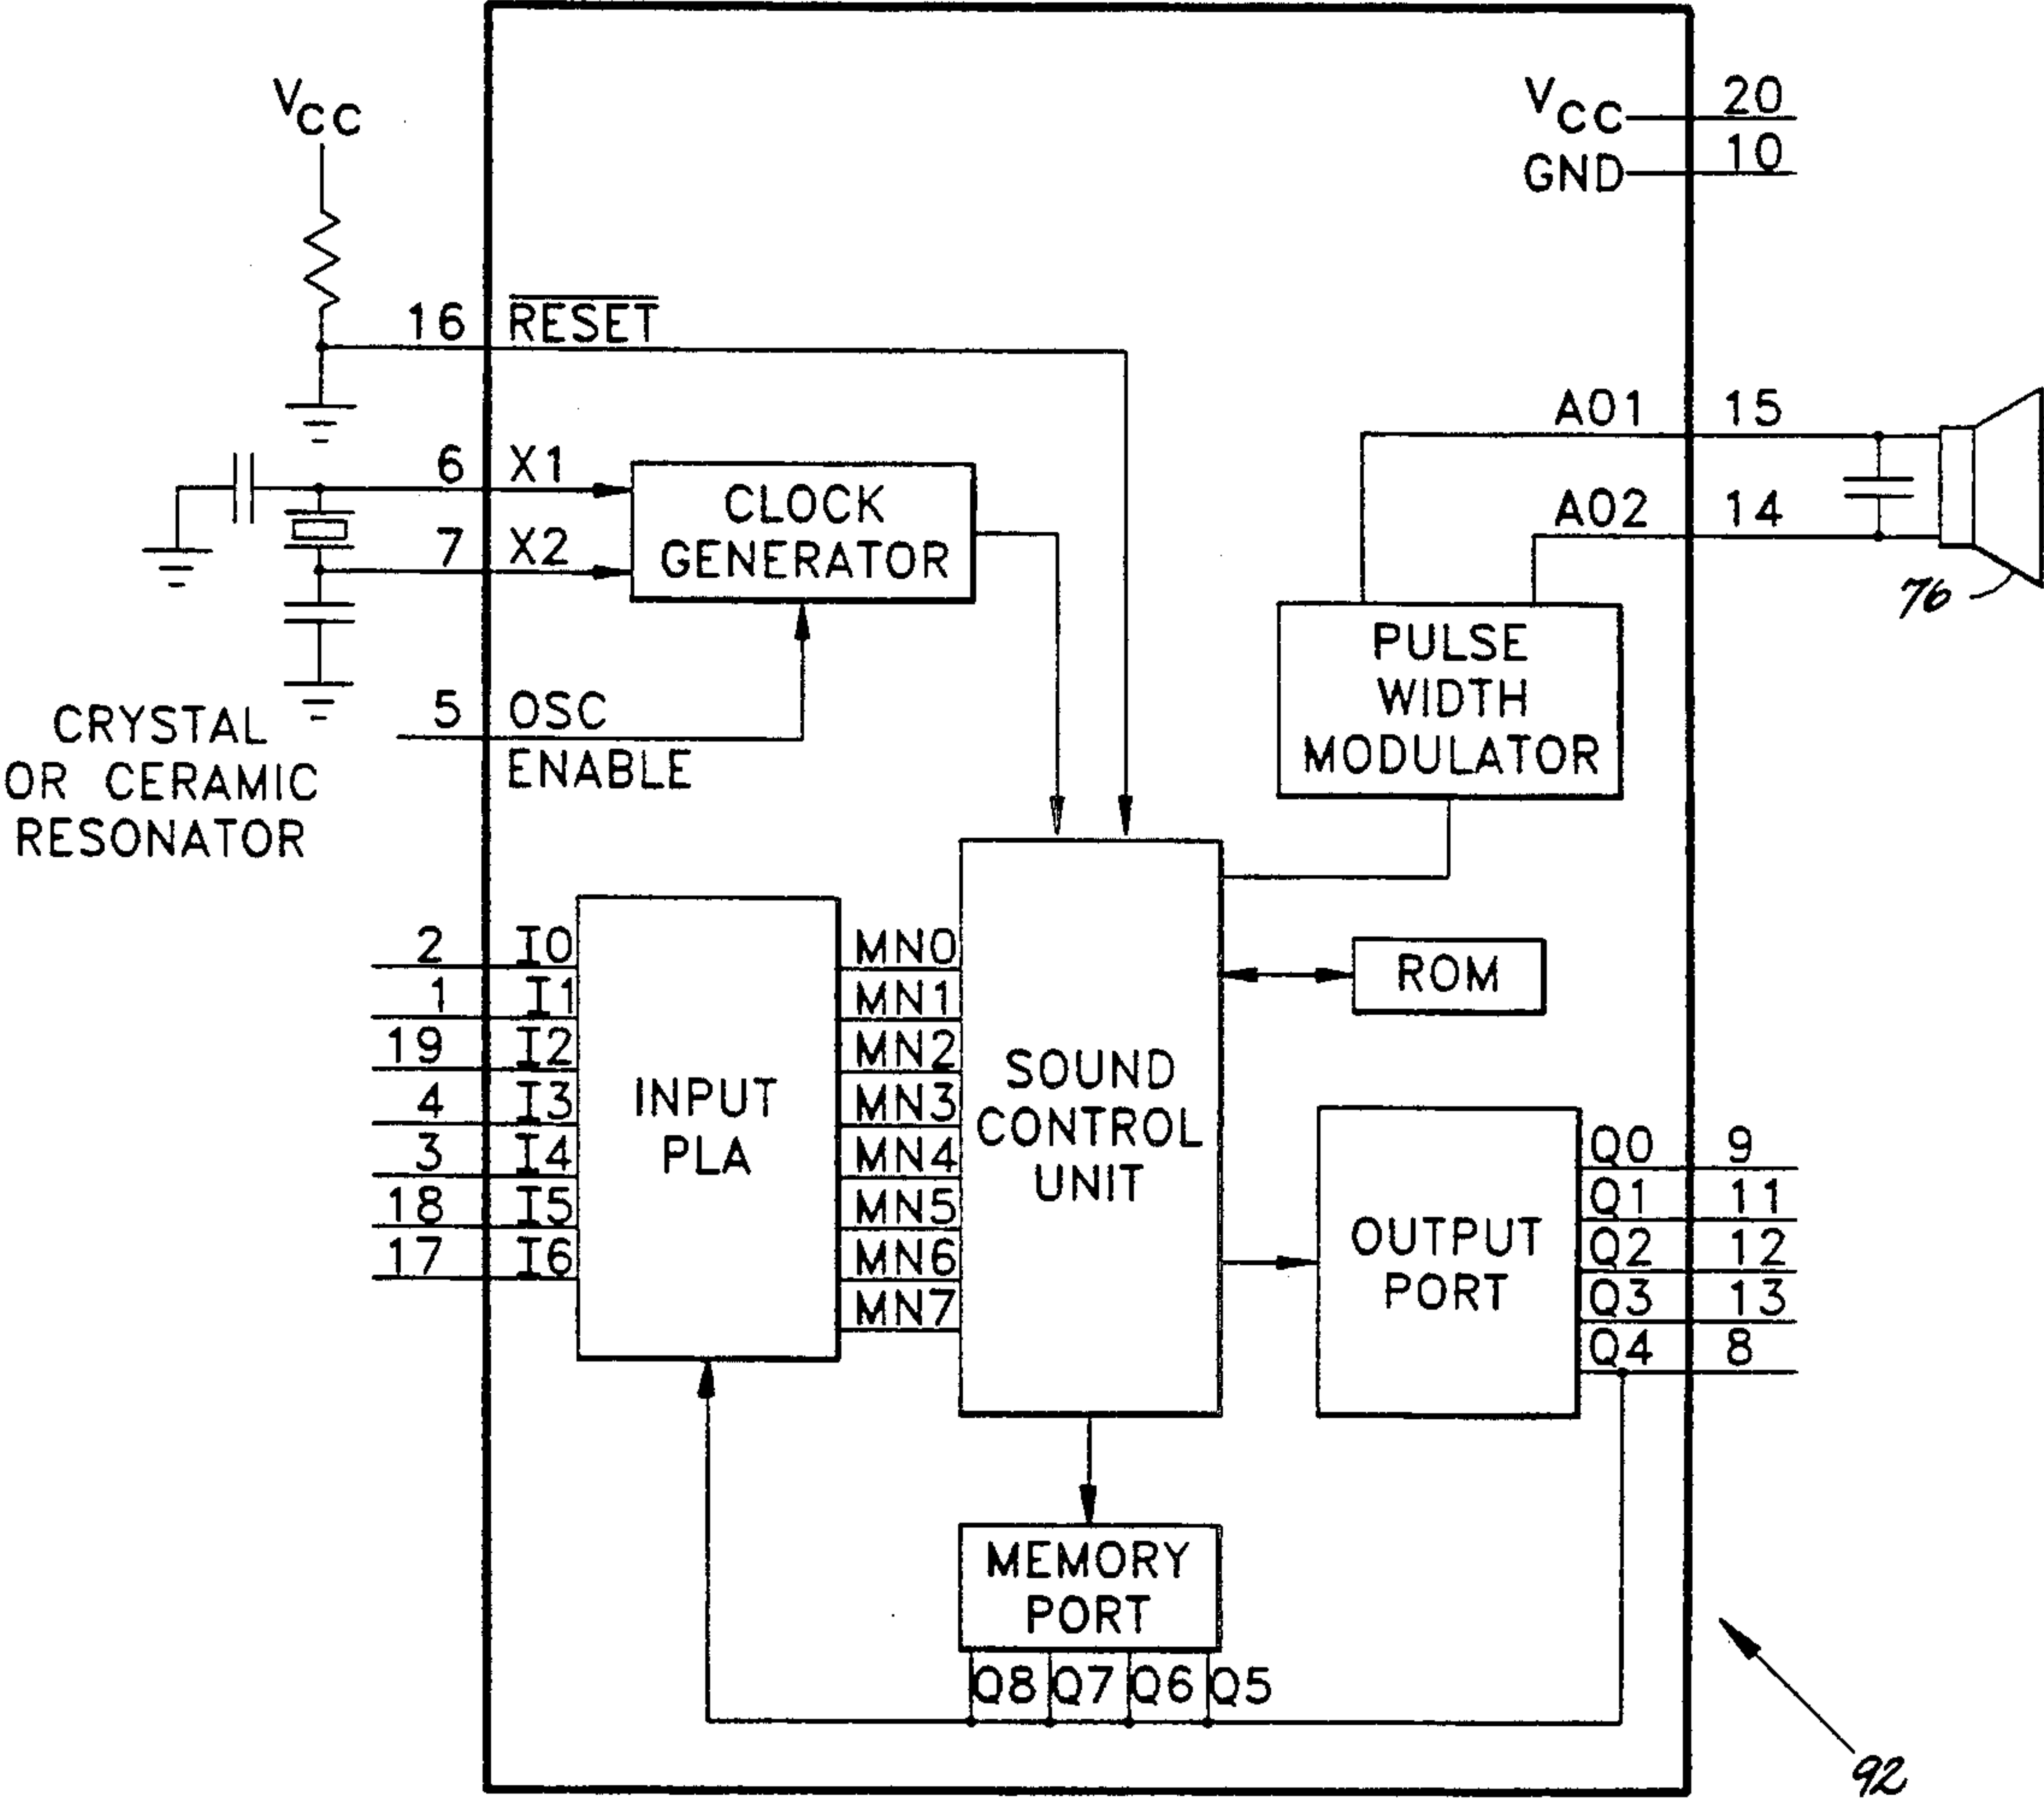 VCC
VCC 20
GND 10
16 RESET
AO1 15
AO2 14
76
6 X1
7 X2
CLOCK
GENERATOR
5 OSC
ENABLE
CRYSTAL
OR CERAMIC
RESONATOR
PULSE
WIDTH
MODULATOR
2 I0
1 I1
19 I2
4 I3
3 I4
18 I5
17 I6
INPUT
PLA
MN0
MN1
MN2
MN3
MN4
MN5
MN6
MN7
SOUND
CONTROL
UNIT
ROM
OUTPUT
PORT
Q0 9
Q1 11
Q2 12
Q3 13
Q4 8
MEMORY
PORT
Q8 Q7 Q6 Q5
92